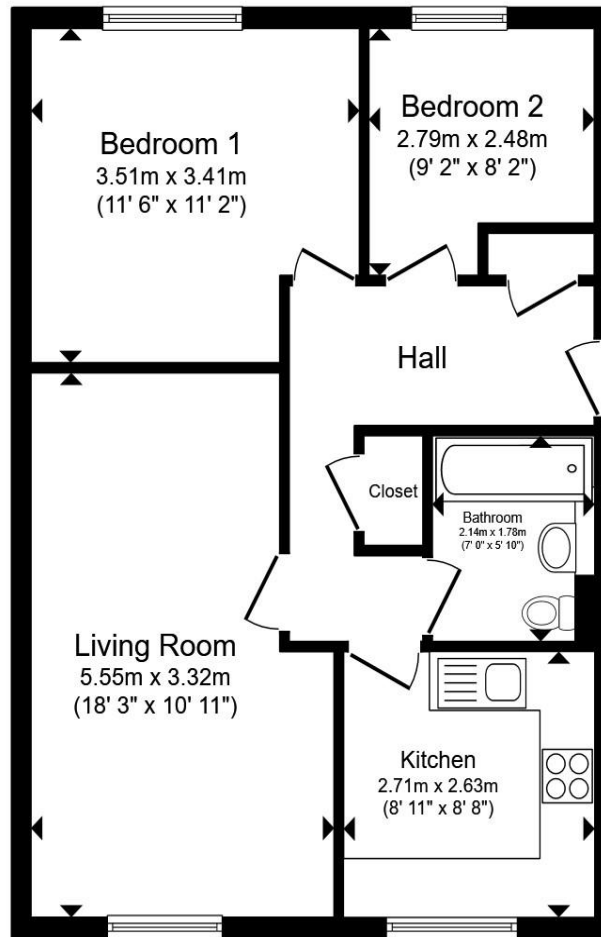 Bedroom 1
3.51m x 3.41m
(11' 6" x 11' 2")
Bedroom 2
2.79m x 2.48m
(9' 2" x 8' 2")
Hall
Closet
Bathroom
2.14m x 1.78m
(7' 0" x 5' 10")
Living Room
5.55m x 3.32m
(18' 3" x 10' 11")
Kitchen
2.71m x 2.63m
(8' 11" x 8' 8")